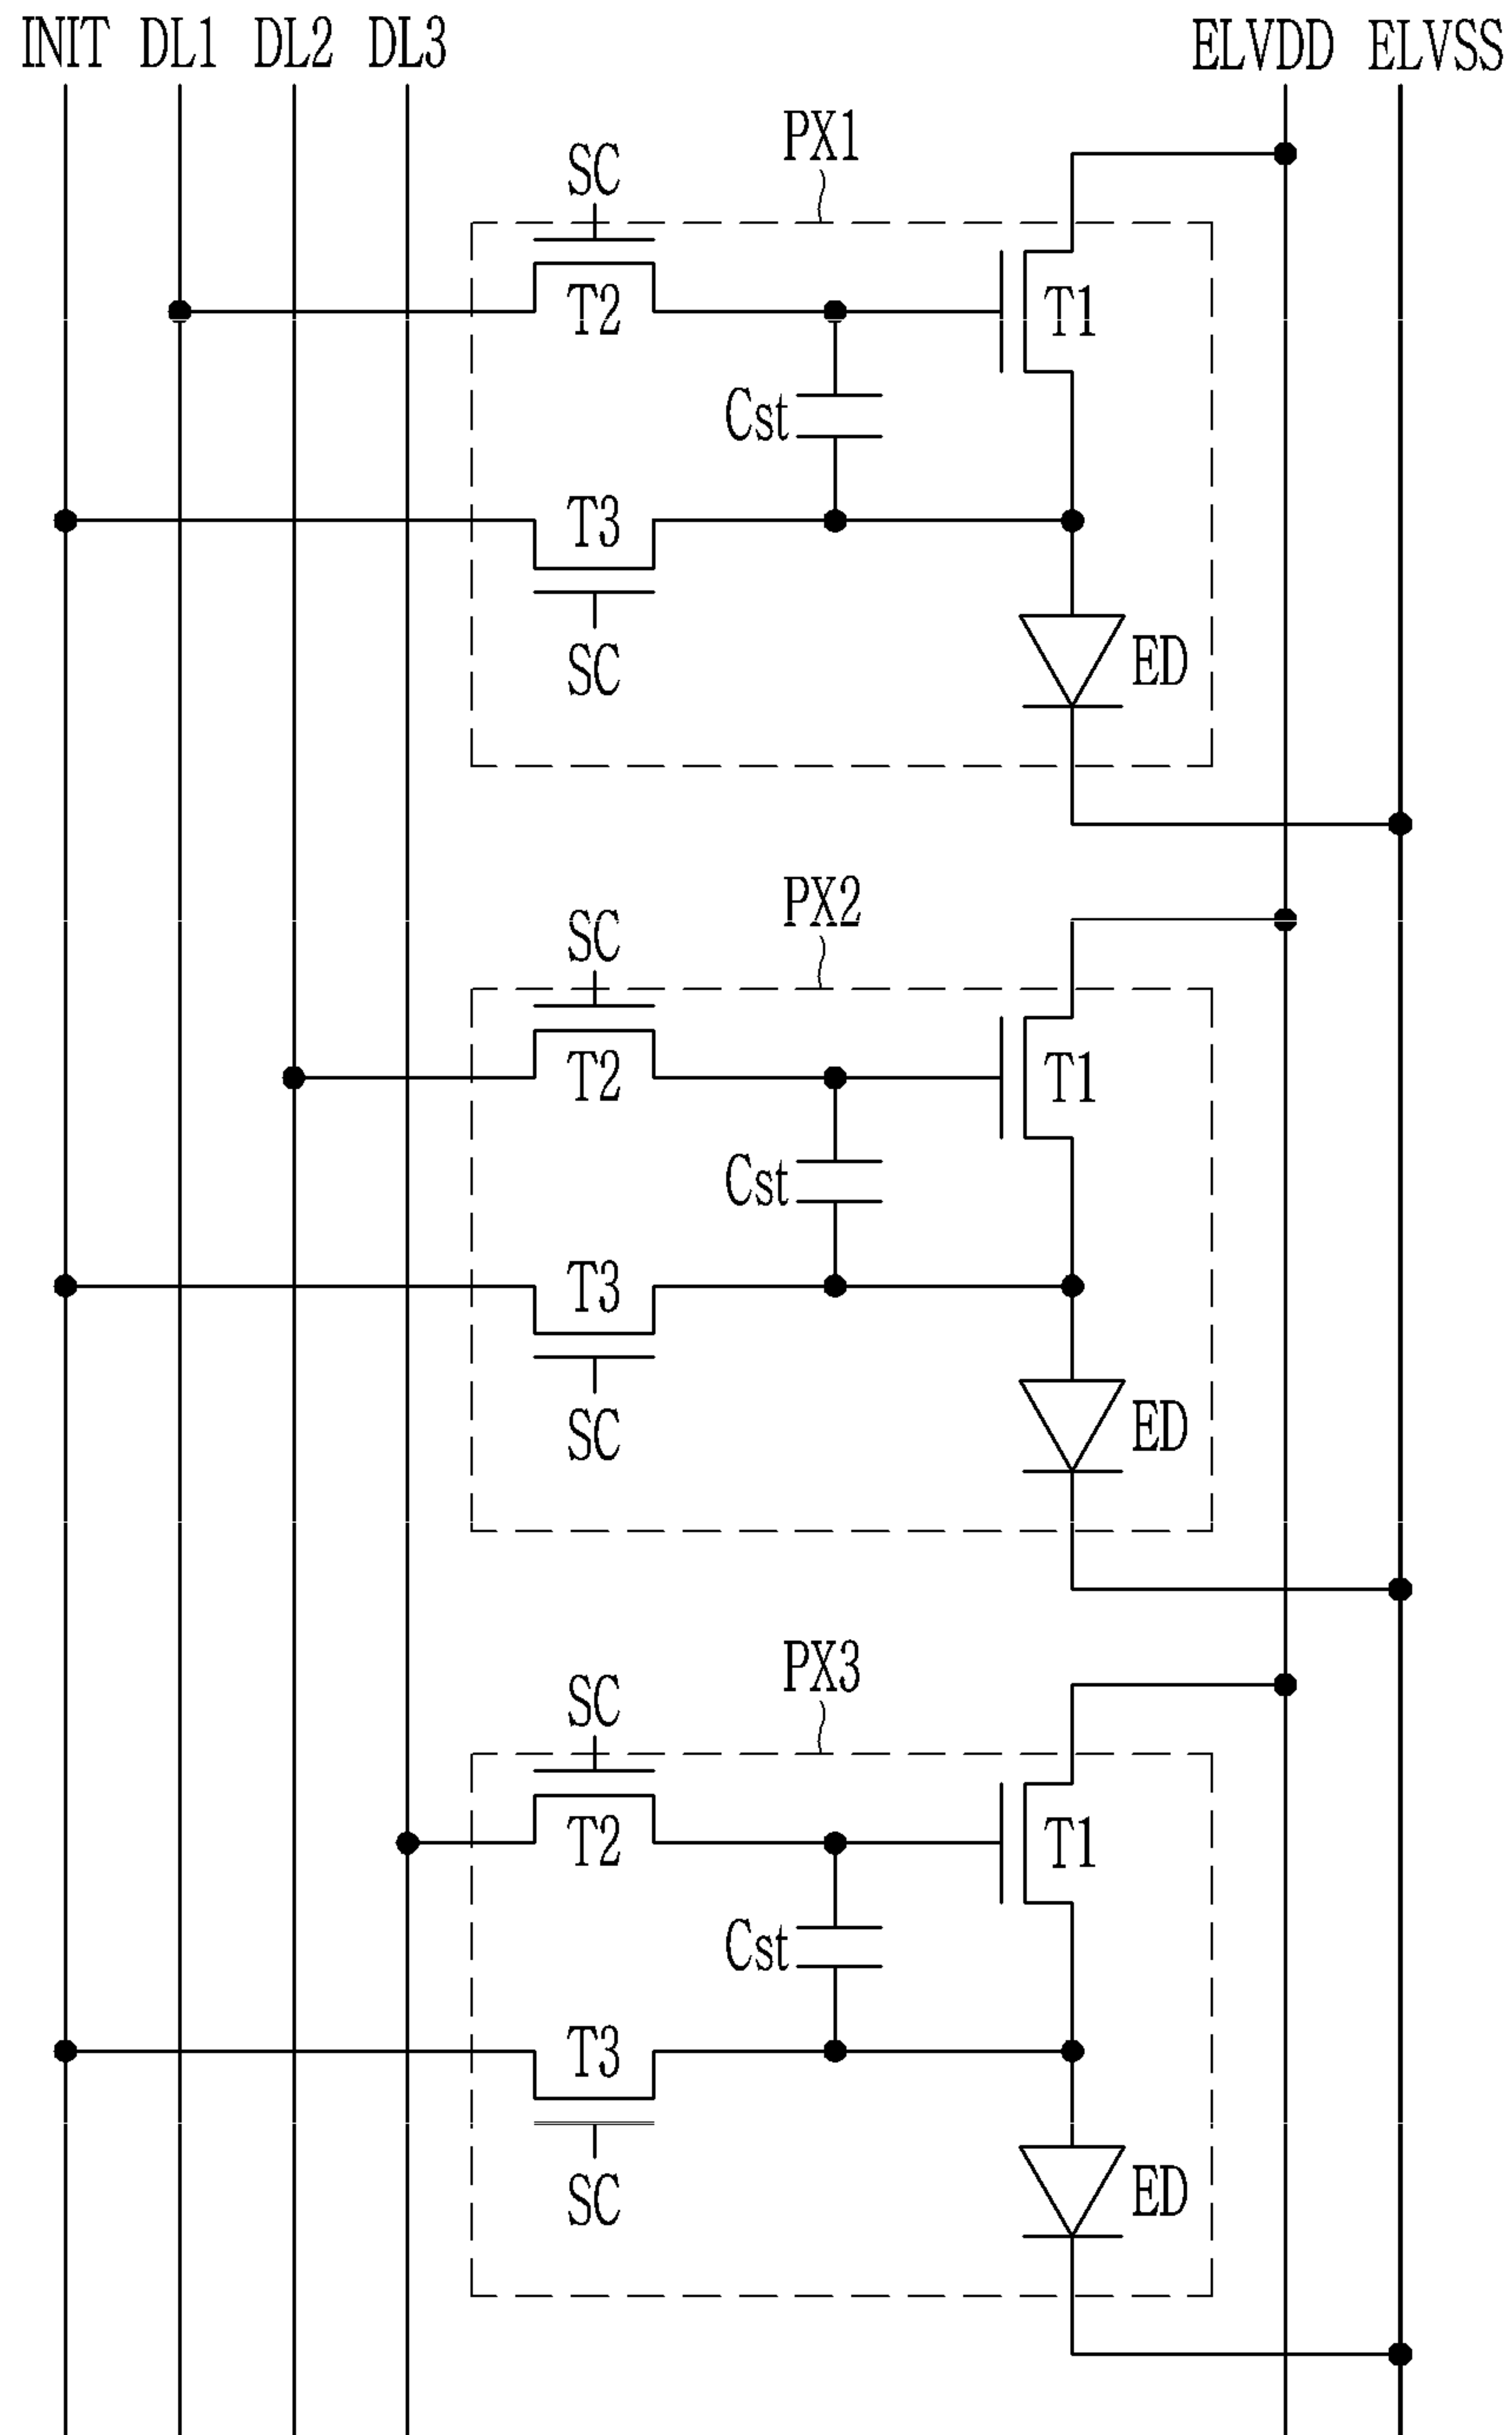 INIT DL1 DL2 DL3 ELVDD ELVSS
PX1
SC
T2
T1
Cst
T3
SC
ED
PX2
SC
T2
T1
Cst
T3
SC
ED
PX3
SC
T2
T1
Cst
T3
SC
ED